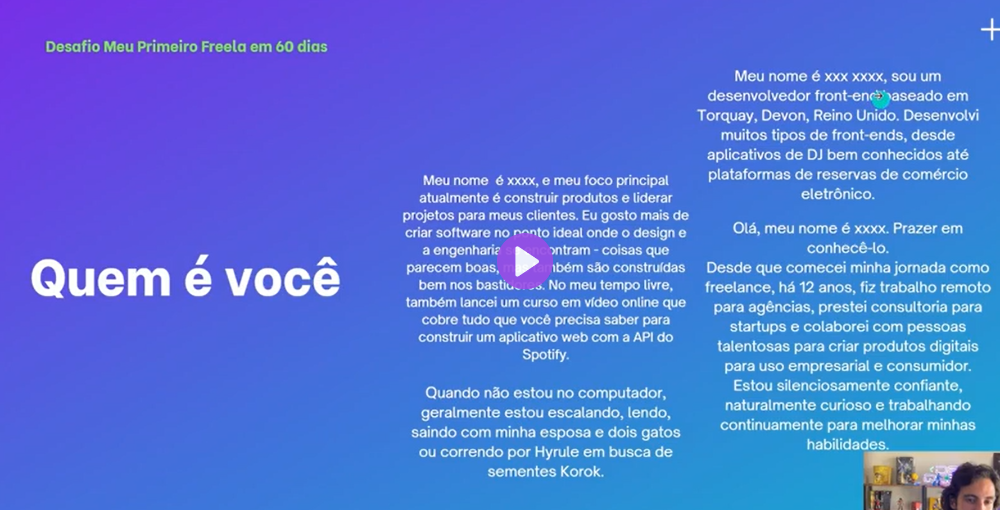 Desafio Meu Primeiro Freela em 60 dias
Quem é você
Meu nome é xxxx, e meu foco principal
atualmente é construir produtos e liderar
projetos para meus clientes. Eu gosto mais de
criar software no ponto ideal onde o design e
a engenharia se encontram - coisas que
parecem boas, mas também são construídas
bem nos bastidores. No meu tempo livre,
também lancei um curso em vídeo online que
cobre tudo que você precisa saber para
construir um aplicativo web com a API do
Spotify.
Quando não estou no computador,
geralmente estou escalando, lendo,
saindo com minha esposa e dois gatos
ou correndo por Hyrule em busca de
sementes Korok.
Meu nome é xxx xxxx, sou um
desenvolvedor front-end baseado em
Torquay, Devon, Reino Unido. Desenvolvi
muitos tipos de front-ends, desde
aplicativos de DJ bem conhecidos até
plataformas de reservas de comércio
eletrônico.
Olá, meu nome é xxxx. Prazer em
conhecê-lo.
Desde que comecei minha jornada como
freelance, há 12 anos, fiz trabalho remoto
para agências, prestei consultoria para
startups e colaborei com pessoas
talentosas para criar produtos digitais
para uso empresarial e consumidor.
Estou silenciosamente confiante,
naturalmente curioso e trabalhando
continuamente para melhorar minhas
habilidades.